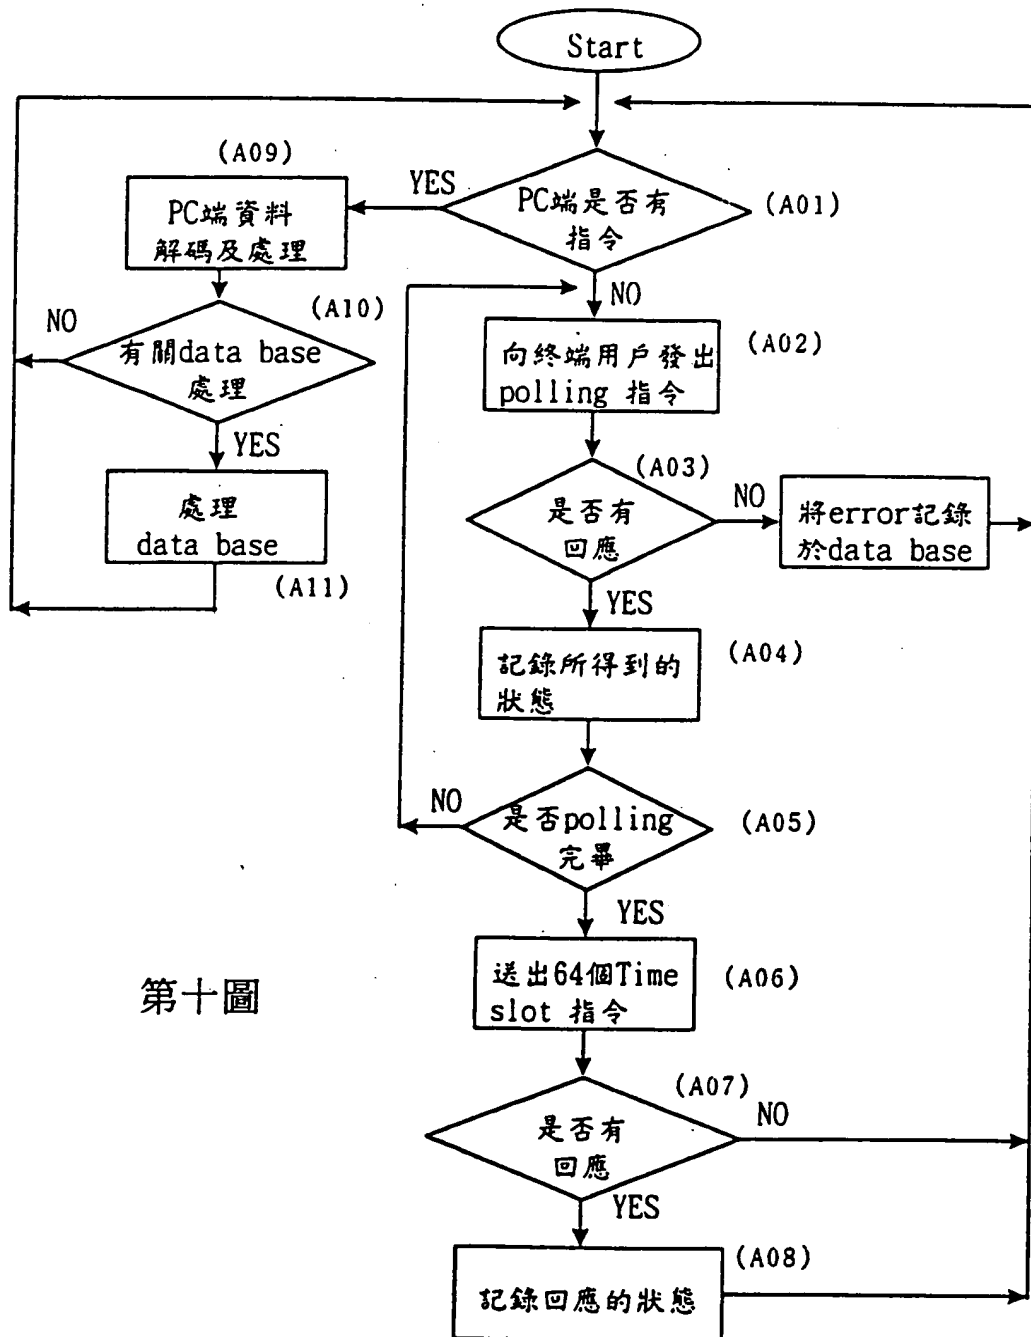 Start
(A09)
YES
PC端資料
解碼及處理
PC端是否有
指令
(A01)
NO
(A10)
NO
有關data base
處理
向終端用戶發出
polling 指令
(A02)
YES
(A03)
NO
處理
data base
是否有
回應
將error記錄
於data base
(A11)
YES
記錄所得到的
狀態
(A04)
NO
是否polling
完畢
(A05)
YES
第十圖
送出64個Time
slot 指令
(A06)
(A07)
NO
是否有
回應
YES
(A08)
記錄回應的狀態